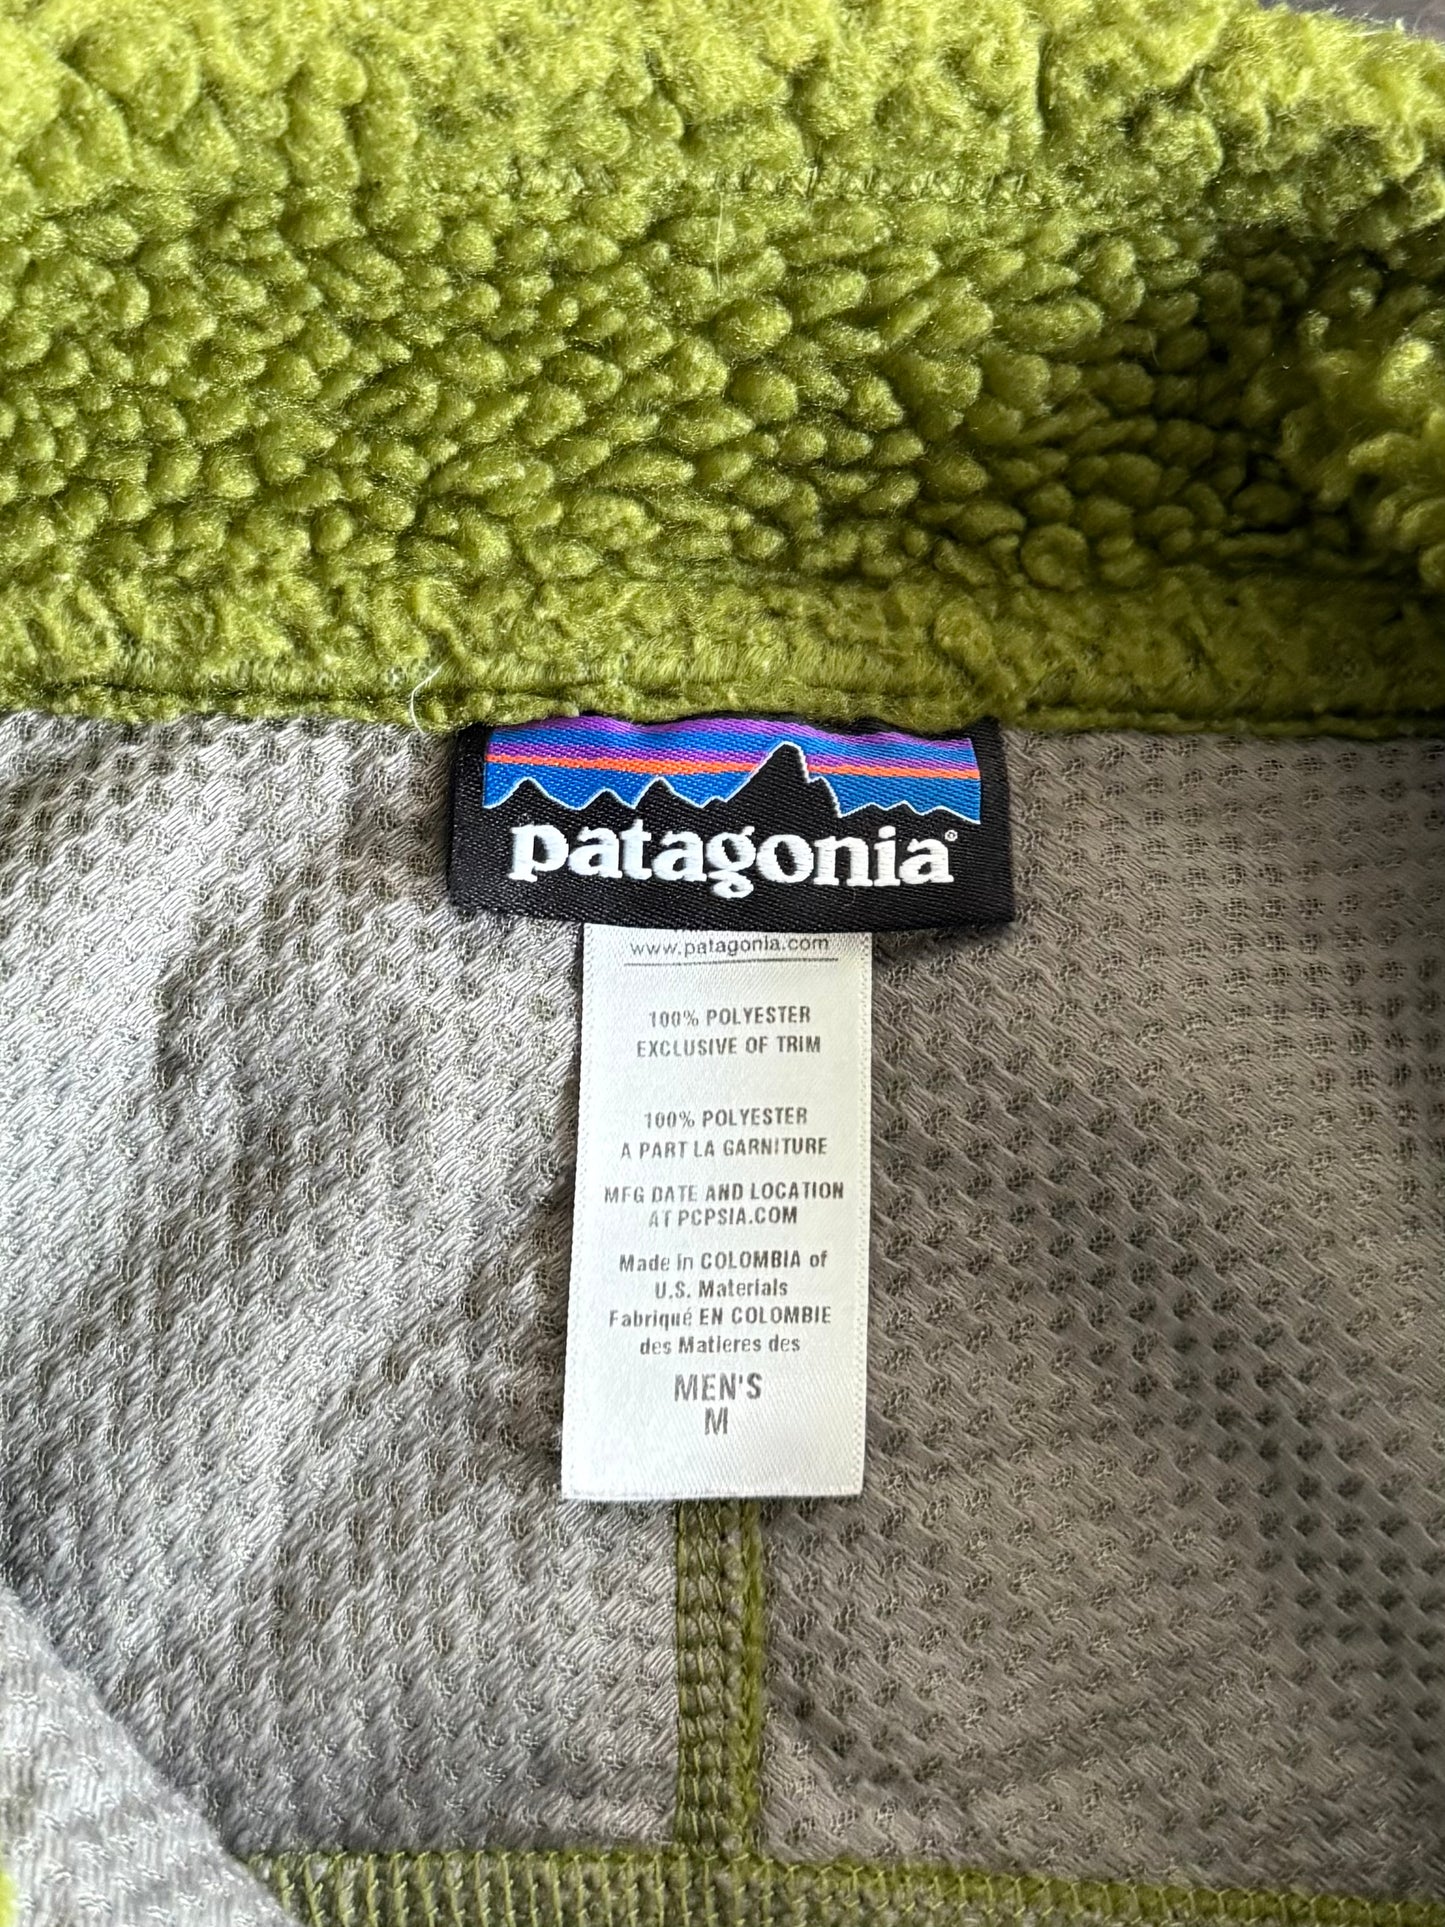 patagonia®
www.patagonia.com
100% POLYESTER
EXCLUSIVE OF TRIM
100% POLYESTER
A PART LA GARNITURE
MFG DATE AND LOCATION
AT PCPSIA.COM
Made in COLOMBIA of
U.S. Materials
Fabriqué EN COLOMBIE
des Matieres des
MEN'S
M